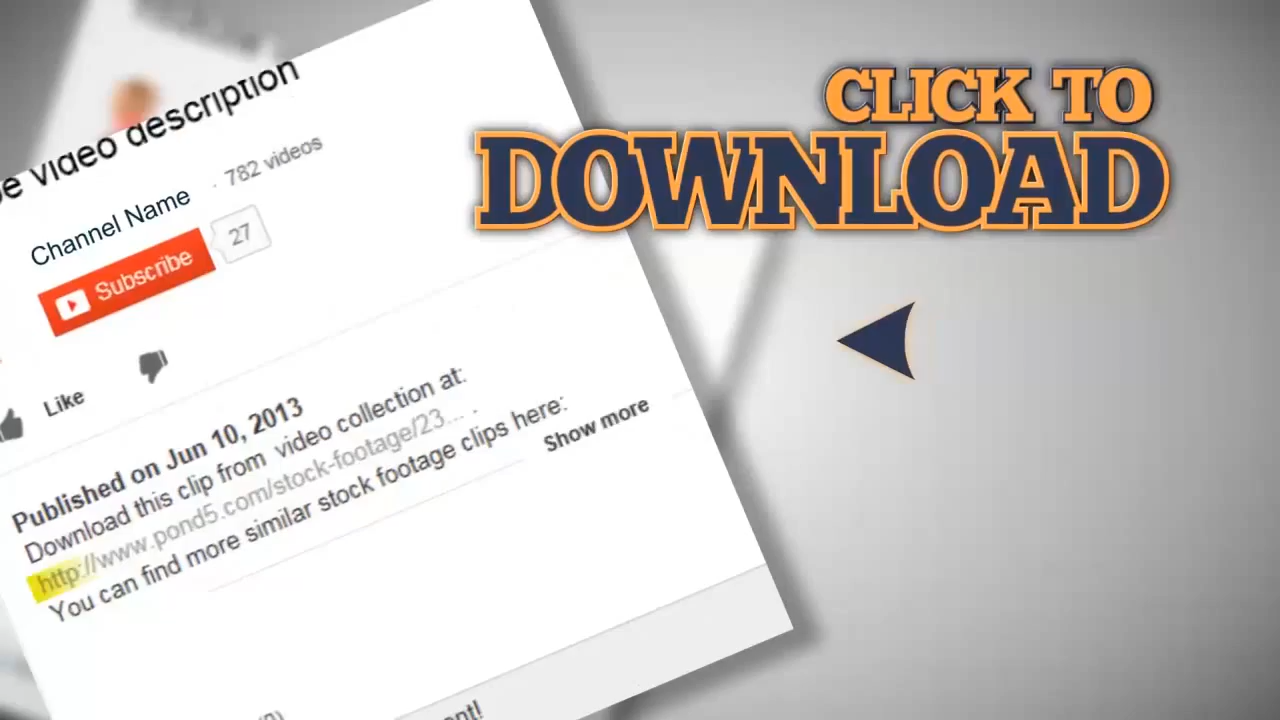 CLICK TO
DOWNLOAD
video description
Channel Name
782 videos
Subscribe
27
Like
Published on Jun 10, 2013
Download this clip from video collection at:
http://www.pond5.com/stock-footage/23...
You can find more similar stock footage clips here:
Show more